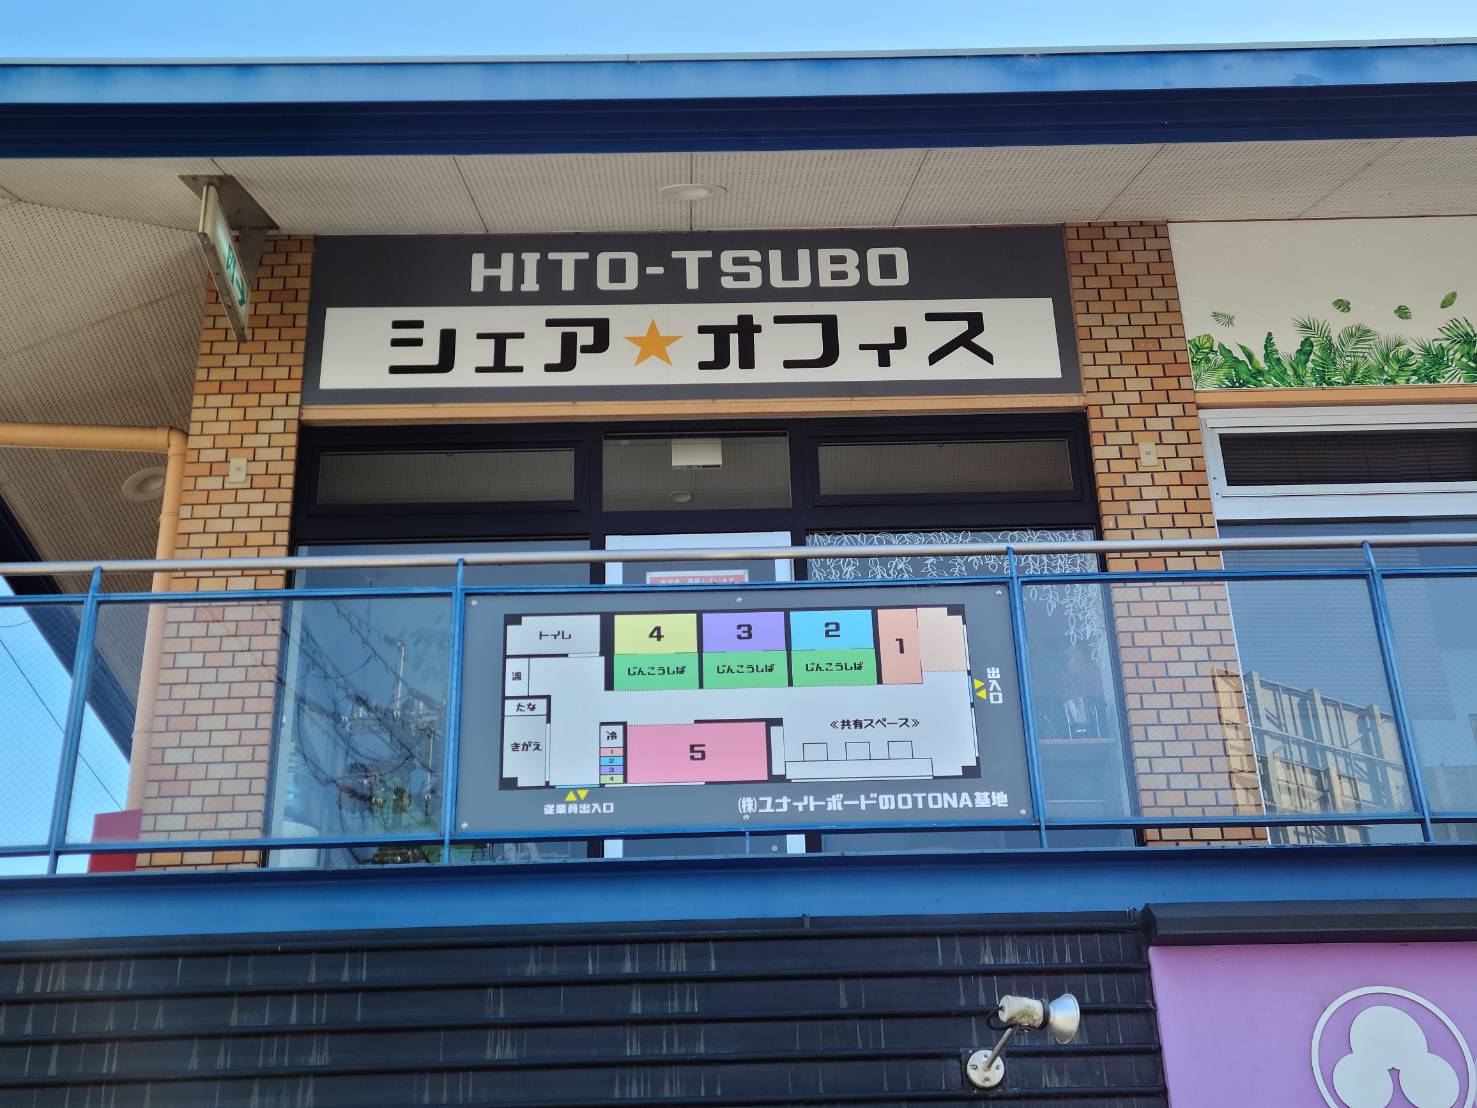 HITO-TSUBO
シェア★オフィス
トイレ
4
3
2
1
じんこうしば
じんこうしば
じんこうしば
出入口
たな
きがえ
冷
1
2
3
4
5
≪共有スペース≫
従業員出入口
(株)ユナイトボードのOTONA基地